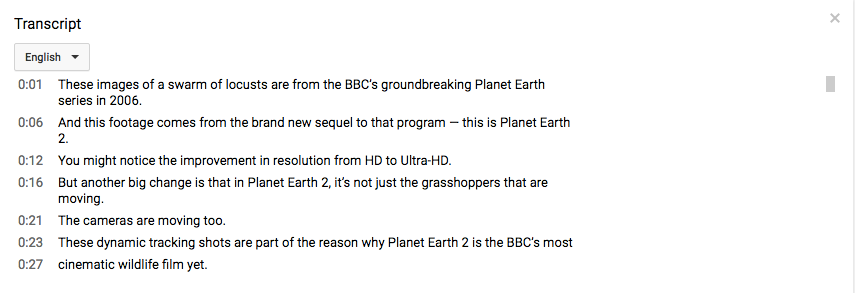 Transcript
English
0:01 These images of a swarm of locusts are from the BBC's groundbreaking Planet Earth
series in 2006.
0:06 And this footage comes from the brand new sequel to that program — this is Planet Earth
2.
0:12 You might notice the improvement in resolution from HD to Ultra-HD.
0:16 But another big change is that in Planet Earth 2, it's not just the grasshoppers that are
moving.
0:21 The cameras are moving too.
0:23 These dynamic tracking shots are part of the reason why Planet Earth 2 is the BBC's most
0:27 cinematic wildlife film yet.